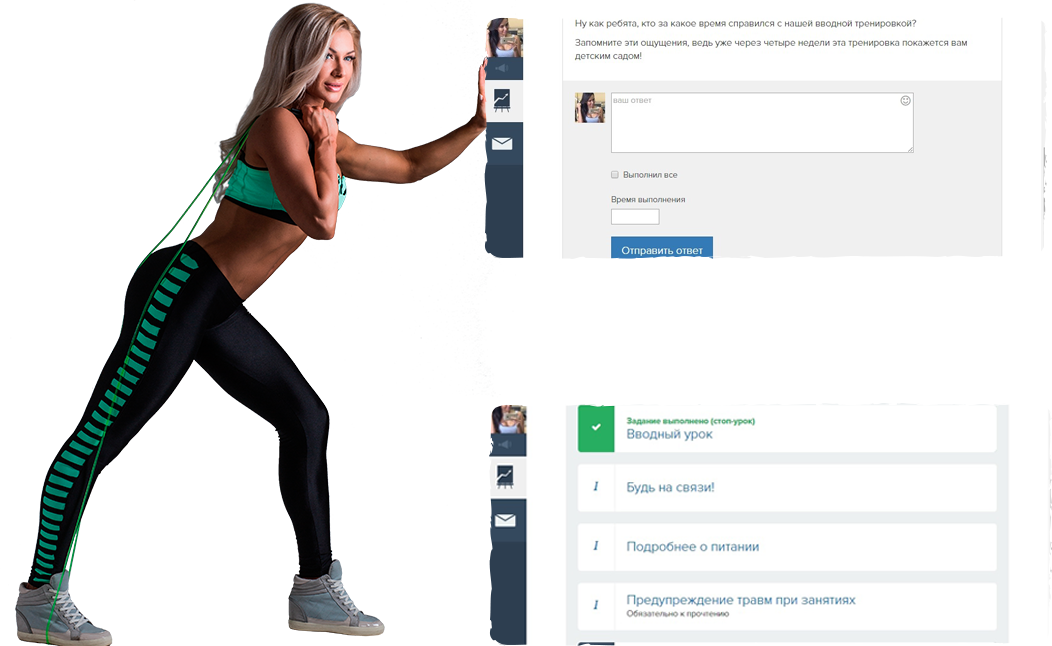 Ну как ребята, кто за какое время справился с нашей вводной тренировкой?
Запомните эти ощущения, ведь уже через четыре недели эта тренировка покажется вам
детским садом!
ваш ответ
Выполнил все
Время выполнения
Отправить ответ
Задание выполнено (стоп-урок)
Вводный урок
Будь на связи!
Подробнее о питании
Предупреждение травм при занятиях
Обязательно к прочтению